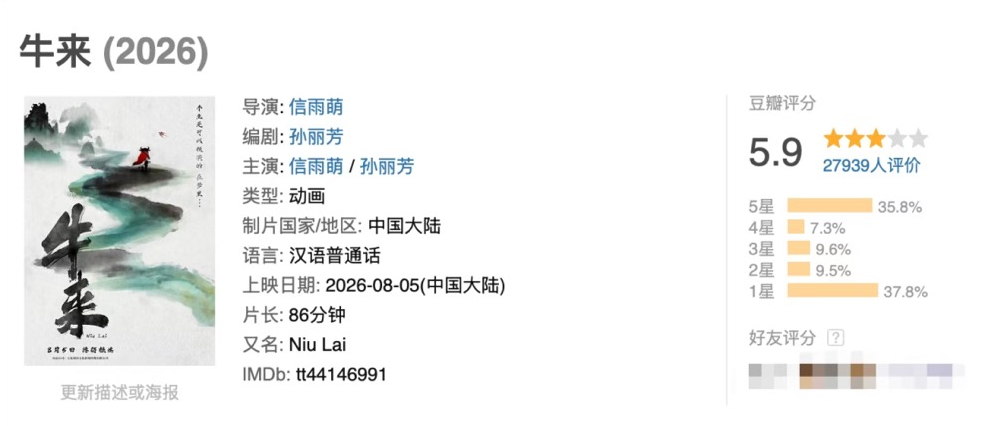 牛来 (2026)
牛来
Niu Lai
导演: 信雨萌
编剧: 孙丽芳
主演: 信雨萌 / 孙丽芳
类型: 动画
制片国家/地区: 中国大陆
语言: 汉语普通话
上映日期: 2026-08-05(中国大陆)
片长: 86分钟
又名: Niu Lai
IMDb: tt44146991
更新描述或海报
豆瓣评分
5.9
27939人评价
5星 35.8%
4星 7.3%
3星 9.6%
2星 9.5%
1星 37.8%
好友评分 ?